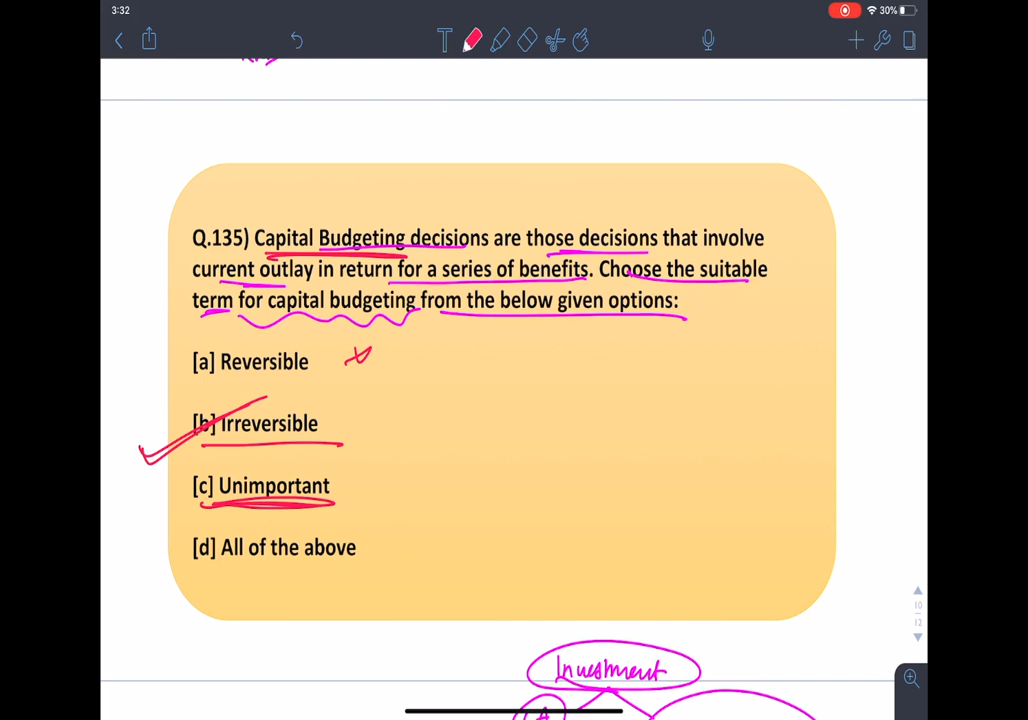 3:32
30%
T
Q.135) Capital Budgeting decisions are those decisions that involve
current outlay in return for a series of benefits. Choose the suitable
term for capital budgeting from the below given options:
[a] Reversible
[b] Irreversible
[c] Unimportant
[d] All of the above
10
12
Investment